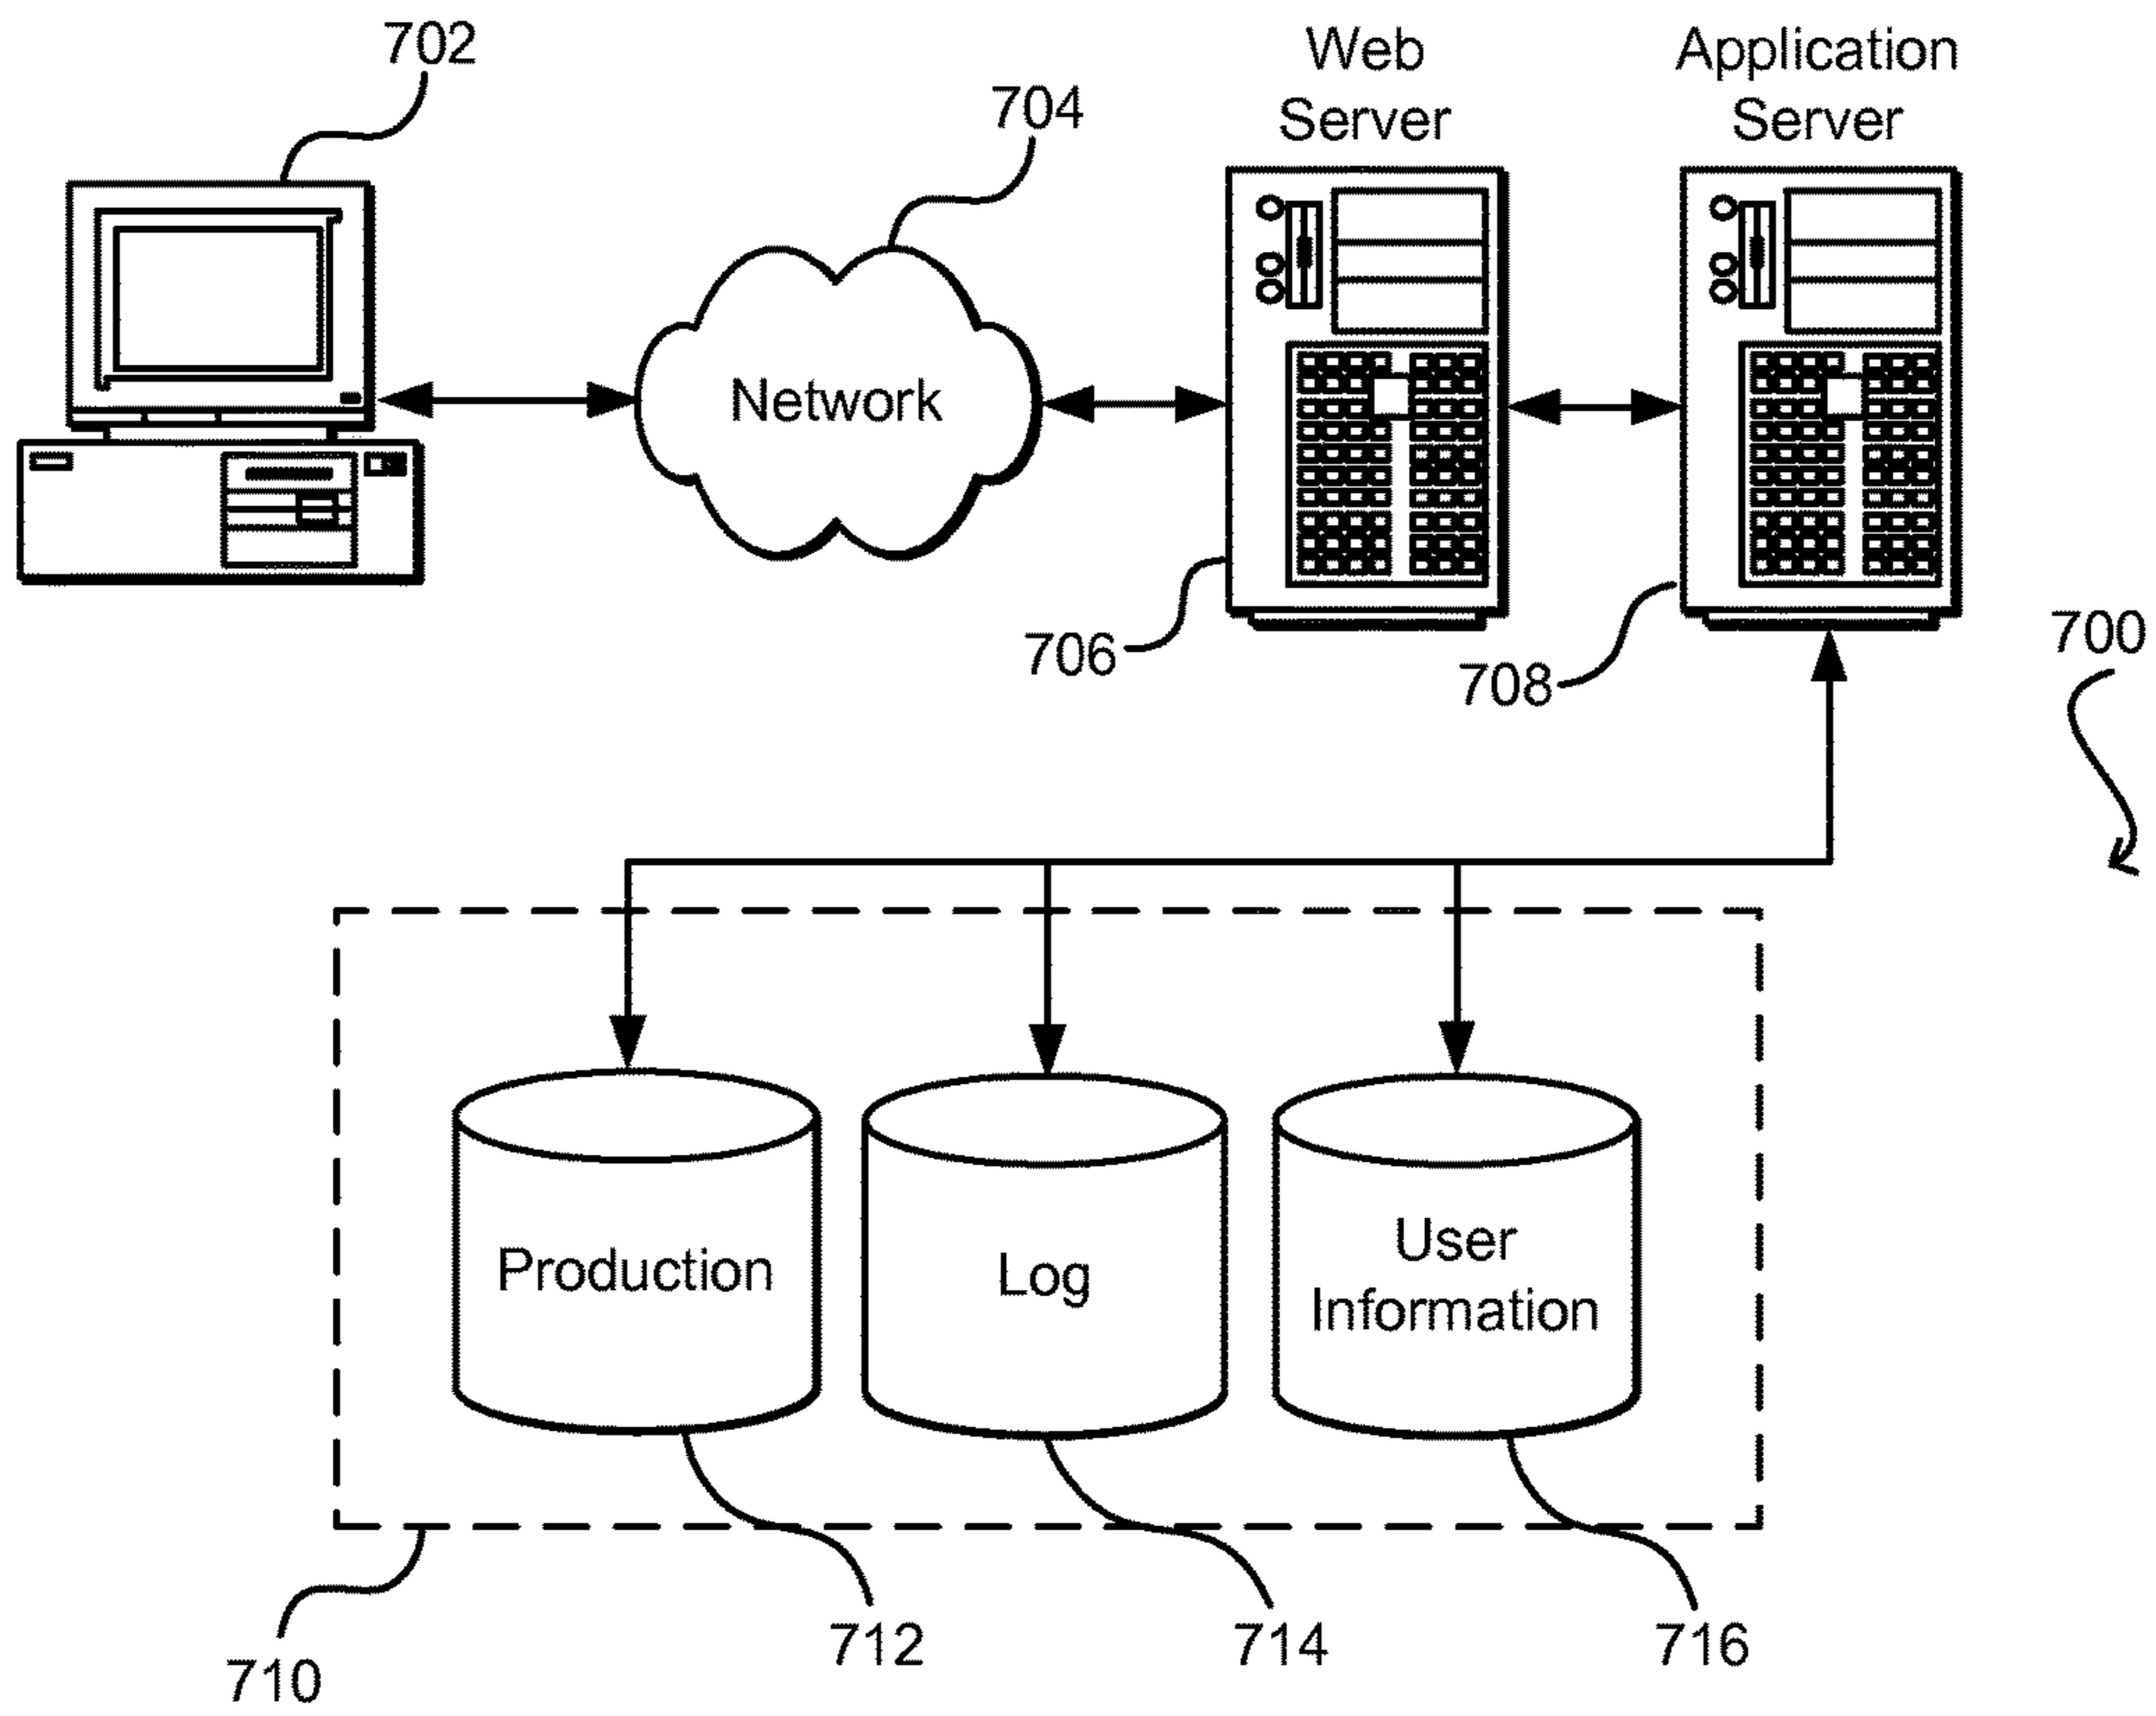 702
704
Web
Server
Application
Server
Network
706
708
700
Production
Log
User
Information
710
712
714
716